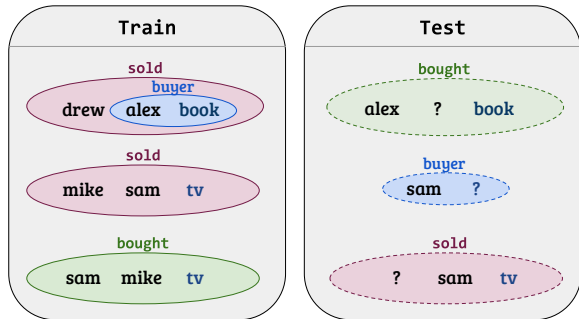 Train
sold
buyer
drew alex book
sold
mike sam tv
bought
sam mike tv
Test
bought
alex ? book
buyer
sam ?
sold
? sam tv